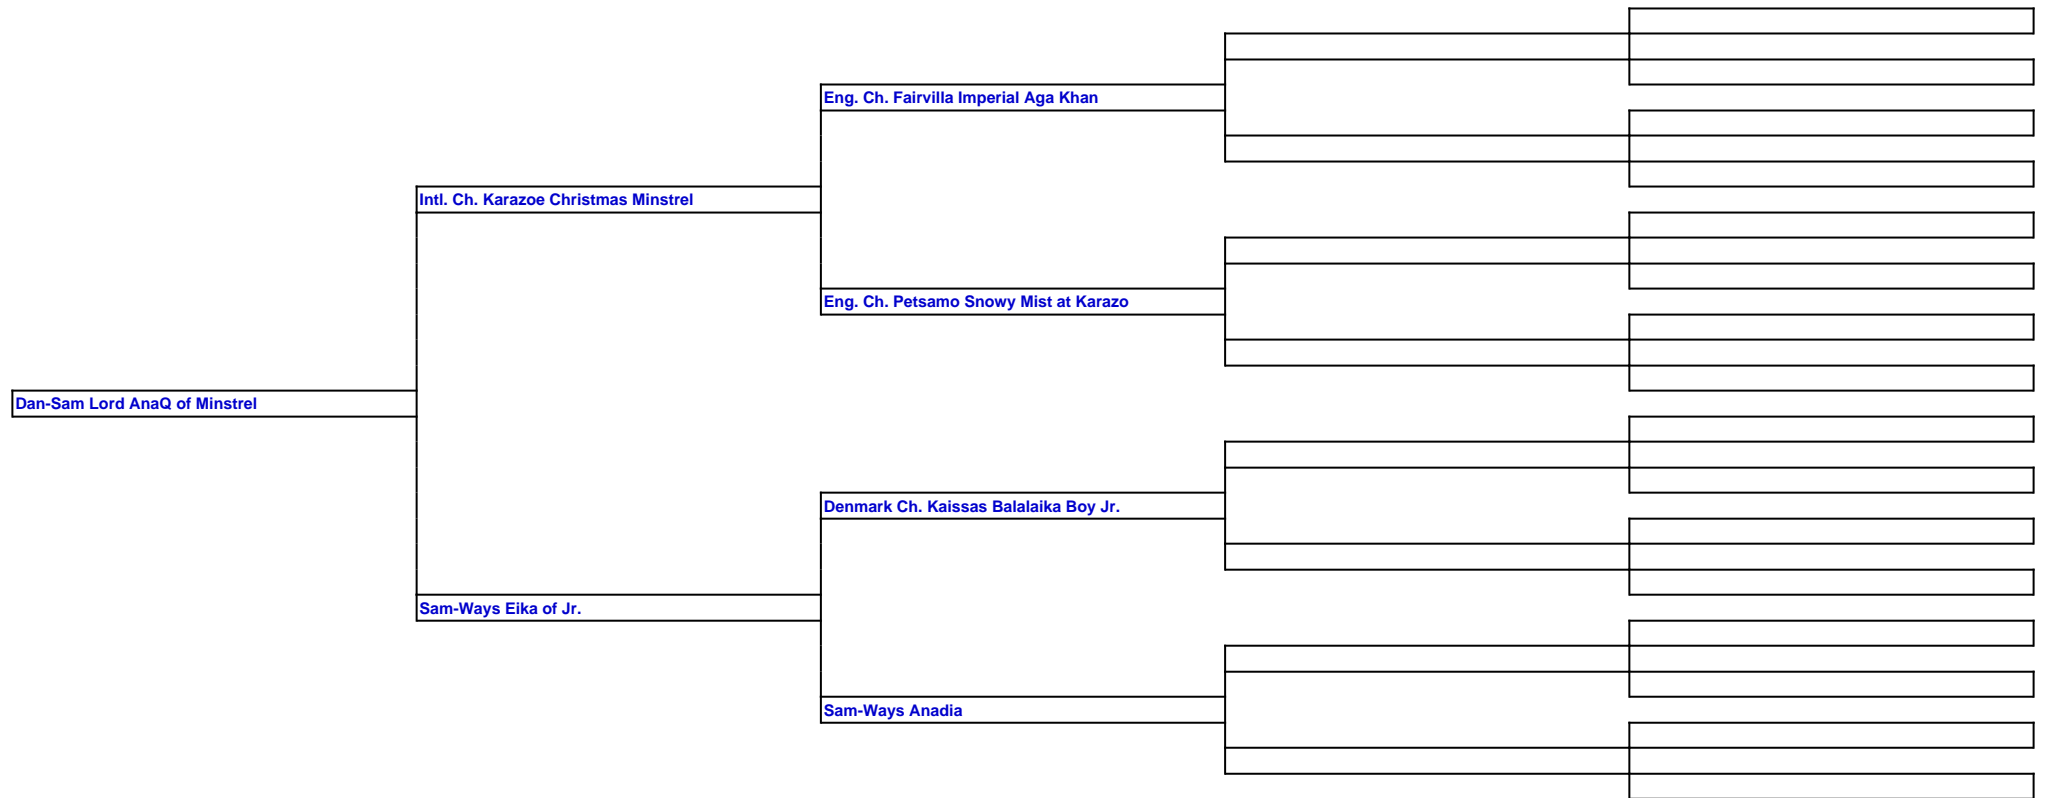 Eng. Ch. Fairvilla Imperial Aga Khan
Intl. Ch. Karazoe Christmas Minstrel
Eng. Ch. Petsamo Snowy Mist at Karazo
Dan-Sam Lord AnaQ of Minstrel
Denmark Ch. Kaissas Balalaika Boy Jr.
Sam-Ways Eika of Jr.
Sam-Ways Anadia